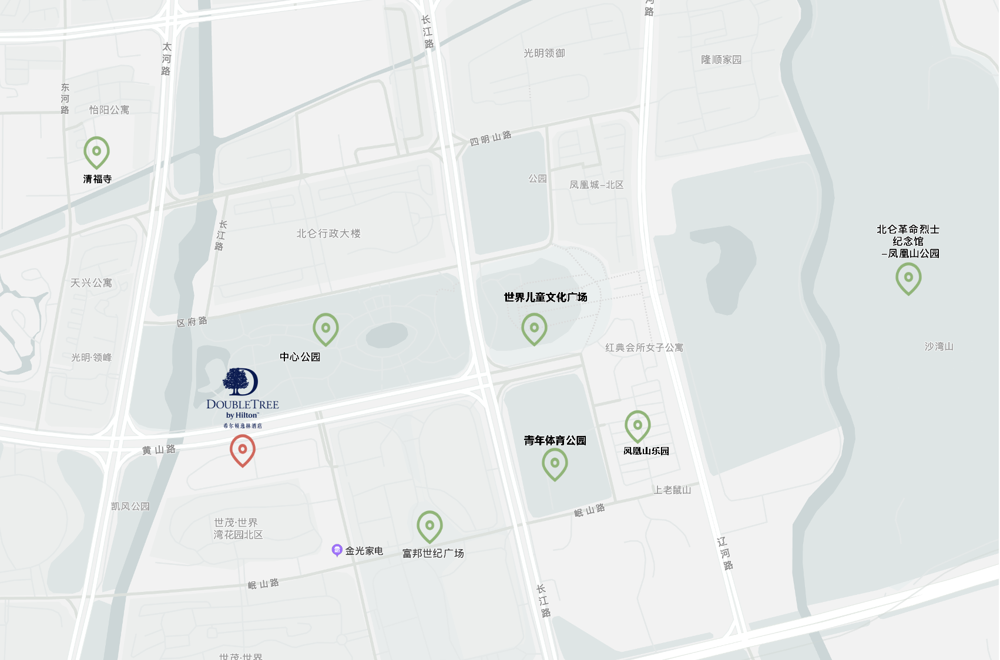 长江路
河路
太河路
光明领御
隆顺家园
东河路
怡阳公寓
四明山路
清福寺
公园
凤凰城-北区
长江路
北仑行政大楼
北仑革命烈士
纪念馆
-凤凰山公园
天兴公寓
世界儿童文化广场
区府路
红典会所女子公寓
沙湾山
中心公园
光明·领峰
DOUBLETREE
by Hilton™
希尔顿逸林酒店
青年体育公园
凤凰山乐园
黄山路
上老鼠山
凯风公园
岷山路
世茂·世界
湾花园北区
金光家电
富邦世纪广场
辽河路
岷山路
长江路
世茂·世界